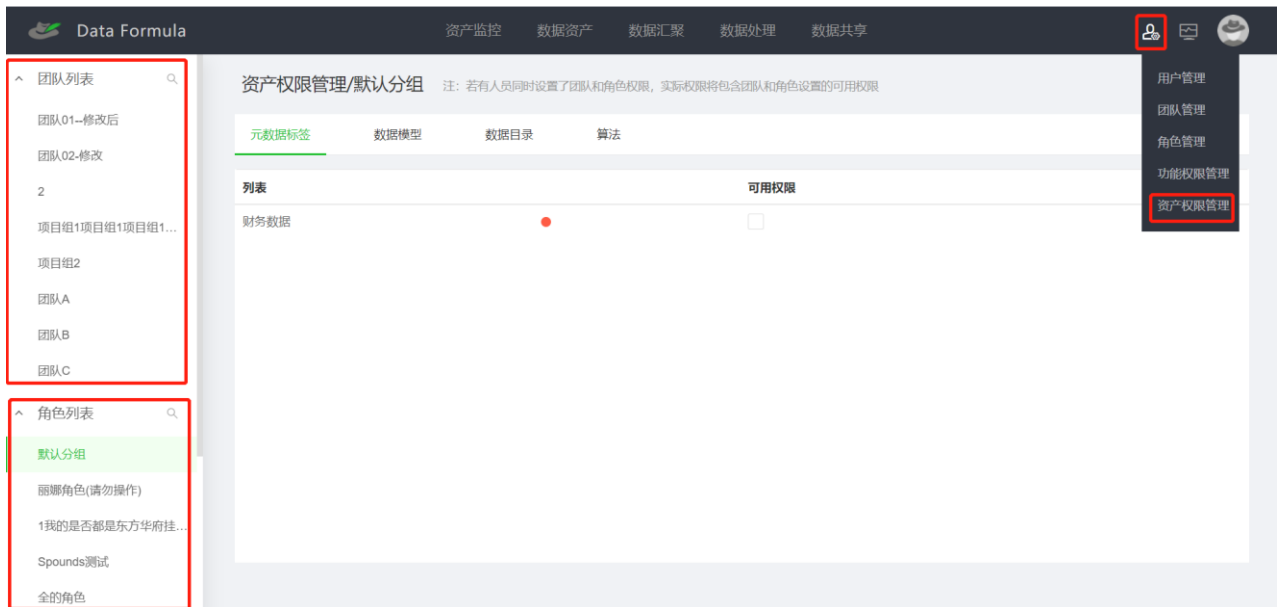 Data Formula
资产监控 数据资产 数据汇聚 数据处理 数据共享
用户管理
团队管理
角色管理
功能权限管理
资产权限管理
团队列表
团队01--修改后
团队02-修改
2
项目组1项目组1项目组1...
项目组2
团队A
团队B
团队C
角色列表
默认分组
丽娜角色(请勿操作)
1我的是否都是东方华府挂...
Spounds测试
全的角色
资产权限管理/默认分组 注：若有人员同时设置了团队和角色权限，实际权限将包含团队和角色设置的可用权限
元数据标签 数据模型 数据目录 算法
列表 可用权限
财务数据